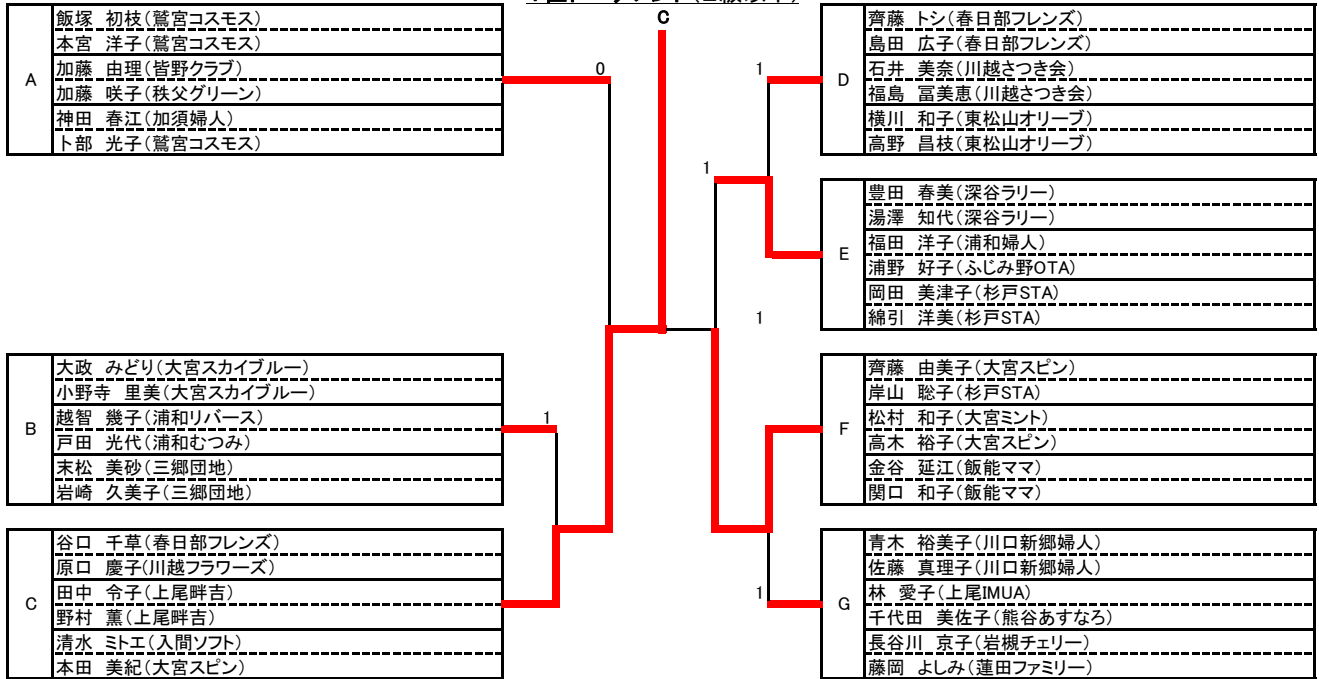 C
A
飯塚 初枝(鷲宮コスモス)
本宮 洋子(鷲宮コスモス)
加藤 由理(皆野クラブ)
加藤 咲子(秩父グリーン)
神田 春江(加須婦人)
卜部 光子(鷲宮コスモス)
0
B
大政 みどり(大宮スカイブルー)
小野寺 里美(大宮スカイブルー)
越智 幾子(浦和リバース)
戸田 光代(浦和むつみ)
末松 美砂(三郷団地)
岩崎 久美子(三郷団地)
1
C
谷口 千草(春日部フレンズ)
原口 慶子(川越フラワーズ)
田中 令子(上尾畔吉)
野村 薫(上尾畔吉)
清水 ミトエ(入間ソフト)
本田 美紀(大宮スピン)
1
D
齊藤 トシ(春日部フレンズ)
島田 広子(春日部フレンズ)
石井 美奈(川越さつき会)
福島 冨美恵(川越さつき会)
横川 和子(東松山オリーブ)
高野 昌枝(東松山オリーブ)
1
E
豊田 春美(深谷ラリー)
湯澤 知代(深谷ラリー)
福田 洋子(浦和婦人)
浦野 好子(ふじみ野OTA)
岡田 美津子(杉戸STA)
綿引 洋美(杉戸STA)
1
F
齊藤 由美子(大宮スピン)
岸山 聡子(杉戸STA)
松村 和子(大宮ミント)
高木 裕子(大宮スピン)
金谷 延江(飯能ママ)
関口 和子(飯能ママ)
1
G
青木 裕美子(川口新郷婦人)
佐藤 真理子(川口新郷婦人)
林 愛子(上尾IMUA)
千代田 美佐子(熊谷あすなろ)
長谷川 京子(岩槻チェリー)
藤岡 よしみ(蓮田ファミリー)